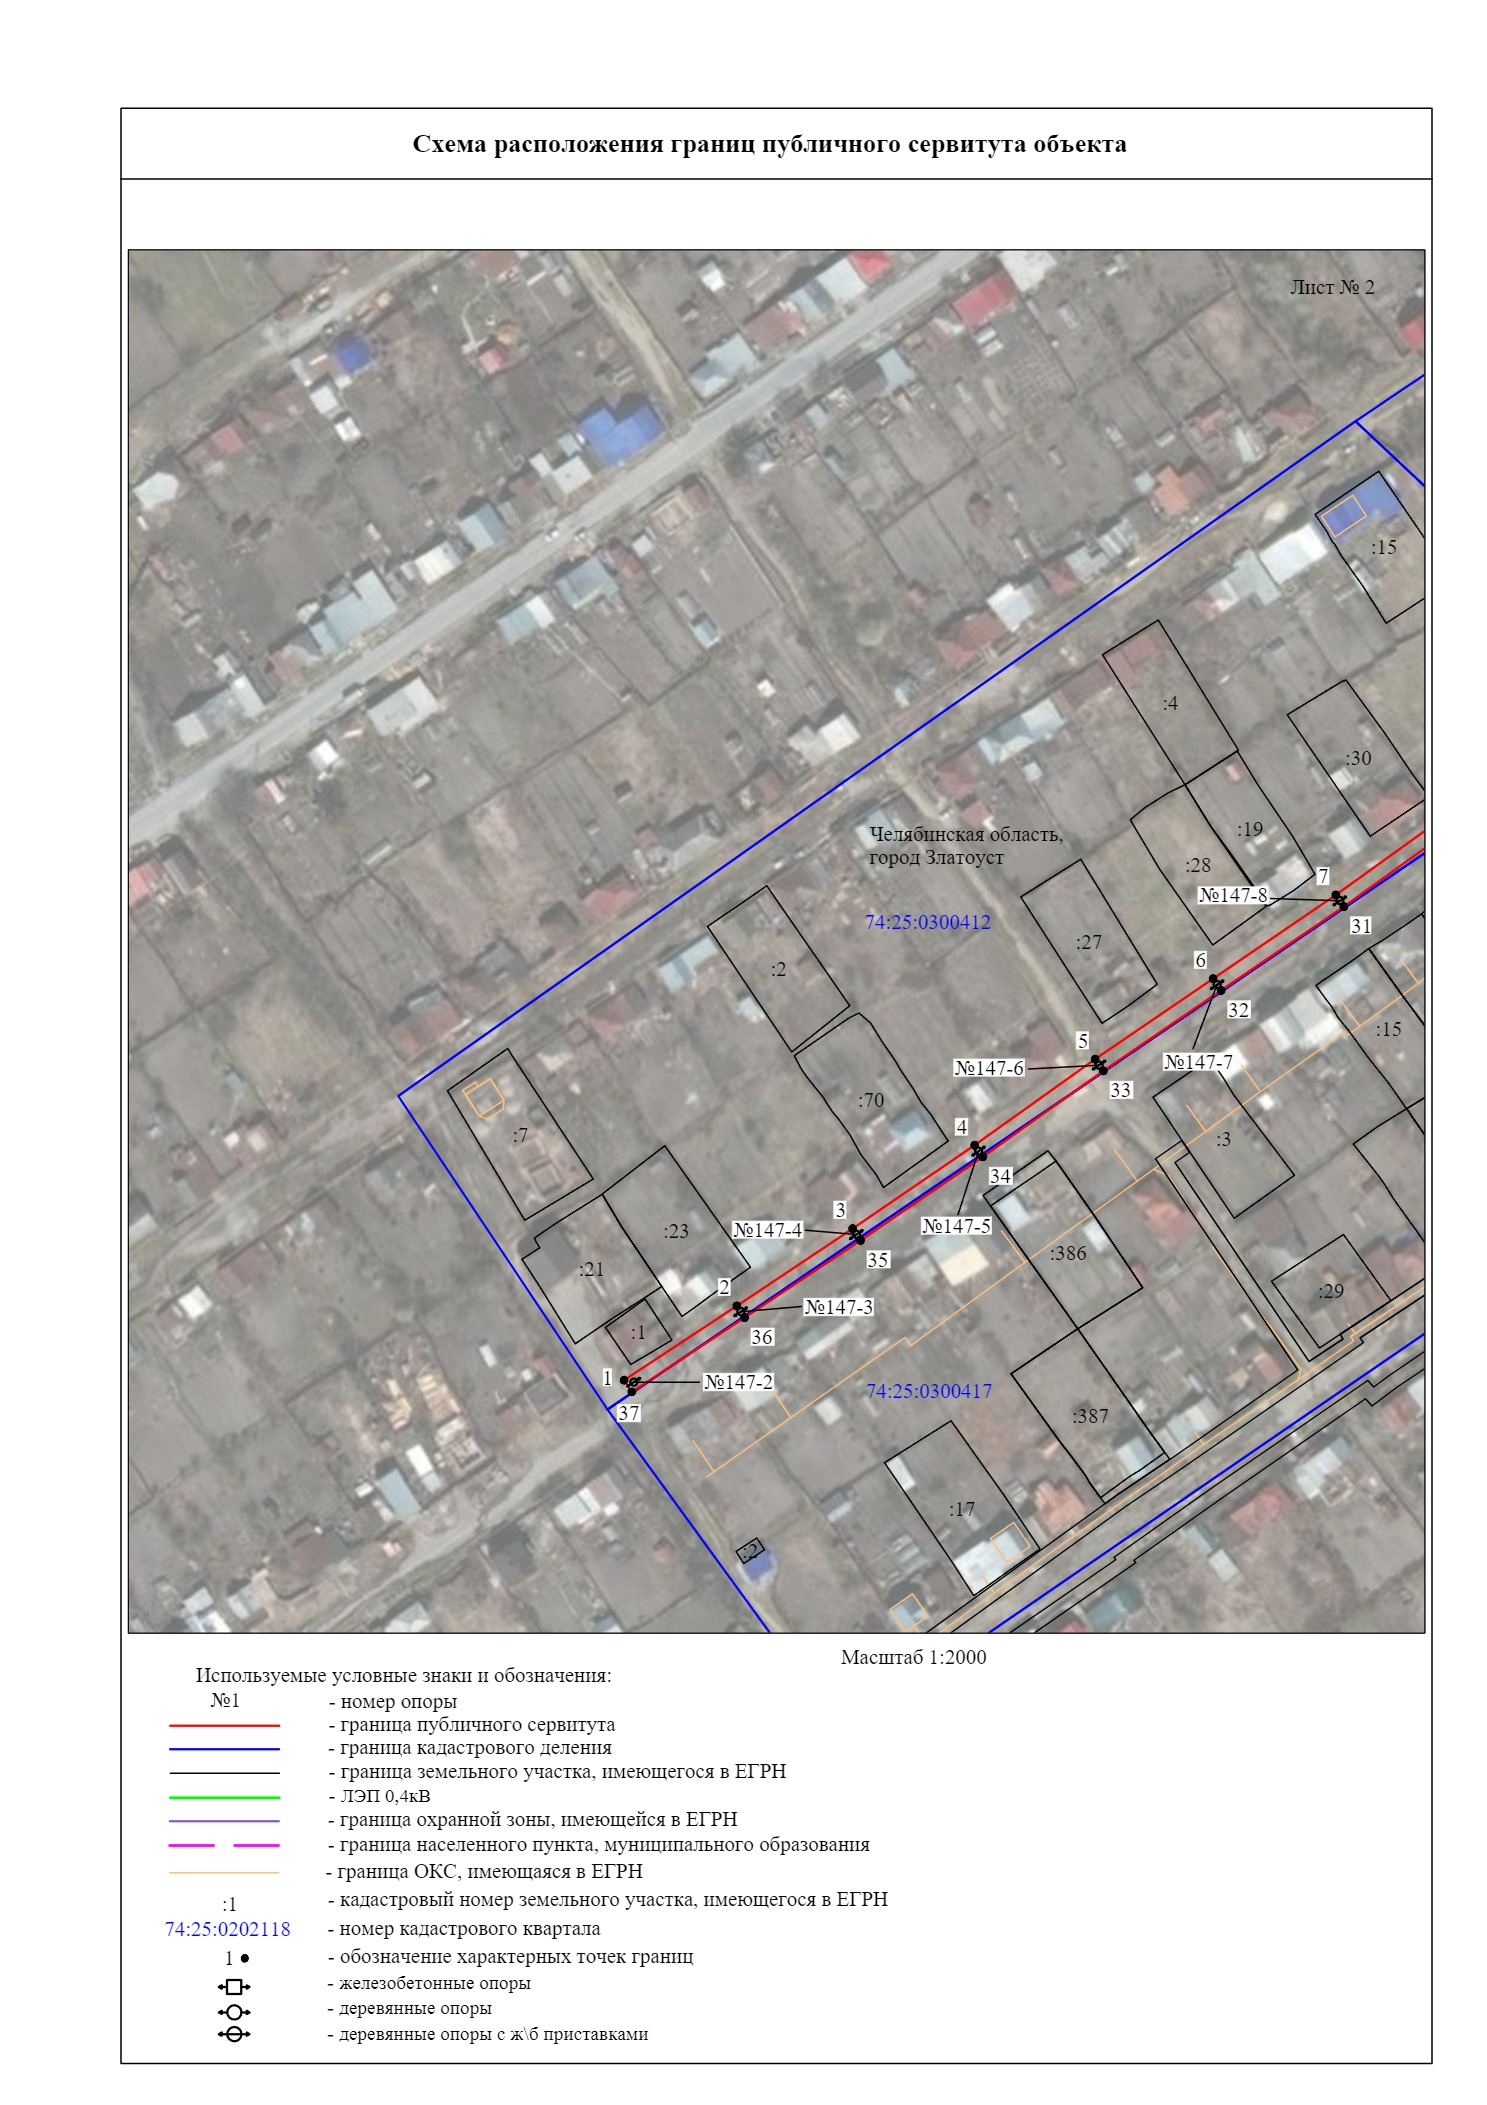 Схема расположения границ публичного сервитута объекта
Лист № 2
:15
:4
:30
:19
Челябинская область,
город Златоуст
:28
7
№147-8
74:25:0300412
31
:27
6
:2
32
:15
5
№147-6
№147-7
33
:70
4
:7
:3
34
3
№147-4
№147-5
:23
35
:386
:21
2
:29
№147-3
:1
36
1
№147-2
74:25:0300417
37
:387
:17
:2
Масштаб 1:2000
Используемые условные знаки и обозначения:
№1 - номер опоры
- граница публичного сервитута
- граница кадастрового деления
- граница земельного участка, имеющегося в ЕГРН
- ЛЭП 0,4кВ
- граница охранной зоны, имеющейся в ЕГРН
- граница населенного пункта, муниципального образования
- граница ОКС, имеющаяся в ЕГРН
:1 - кадастровый номер земельного участка, имеющегося в ЕГРН
74:25:0202118 - номер кадастрового квартала
1 - обозначение характерных точек границ
- железобетонные опоры
- деревянные опоры
- деревянные опоры с ж\б приставками